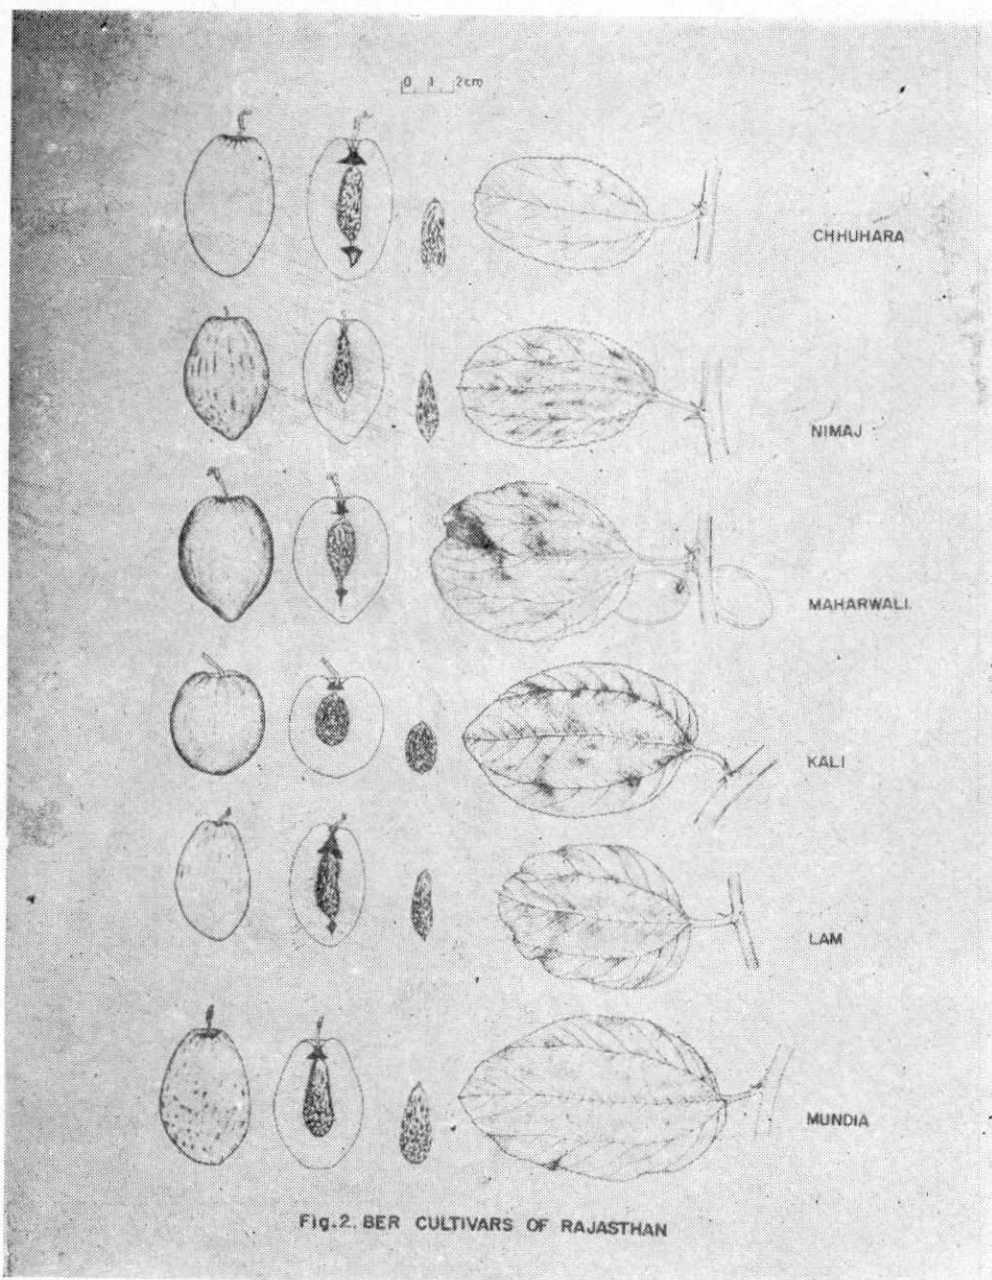 0 1 2cm
CHHUHARA
NIMAJ
MAHARWALI.
KALI
LAM
MUNDIA
Fig.2. BER CULTIVARS OF RAJASTHAN